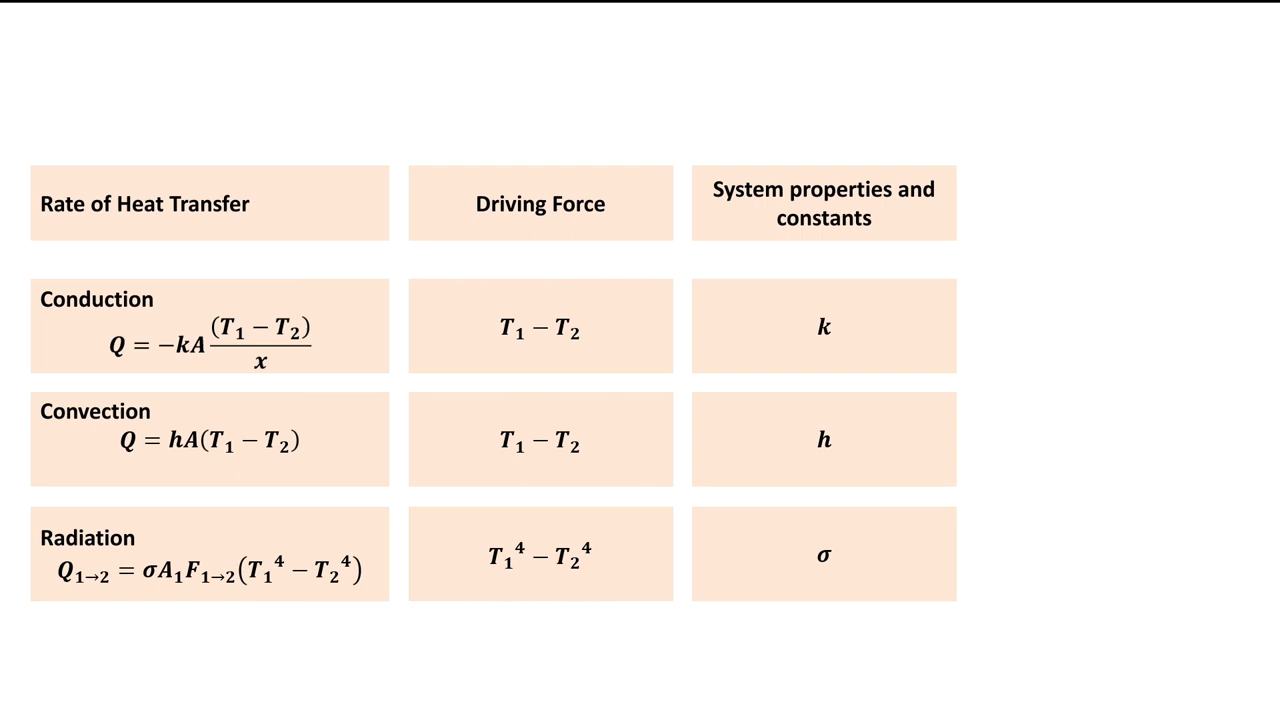 Rate of Heat Transfer
Driving Force
System properties and
constants
Conduction
Q = −kA (T₁ − T₂) / x
T₁ − T₂
k
Convection
Q = hA(T₁ − T₂)
T₁ − T₂
h
Radiation
Q₁→₂ = σA₁F₁→₂(T₁⁴ − T₂⁴)
T₁⁴ − T₂⁴
σ